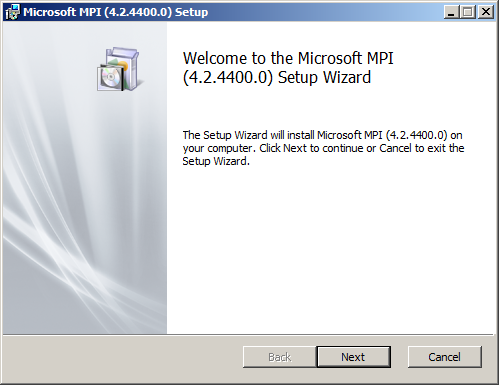 Microsoft MPI (4.2.4400.0) Setup
Welcome to the Microsoft MPI
(4.2.4400.0) Setup Wizard
The Setup Wizard will install Microsoft MPI (4.2.4400.0) on
your computer. Click Next to continue or Cancel to exit the
Setup Wizard.
Back Next Cancel